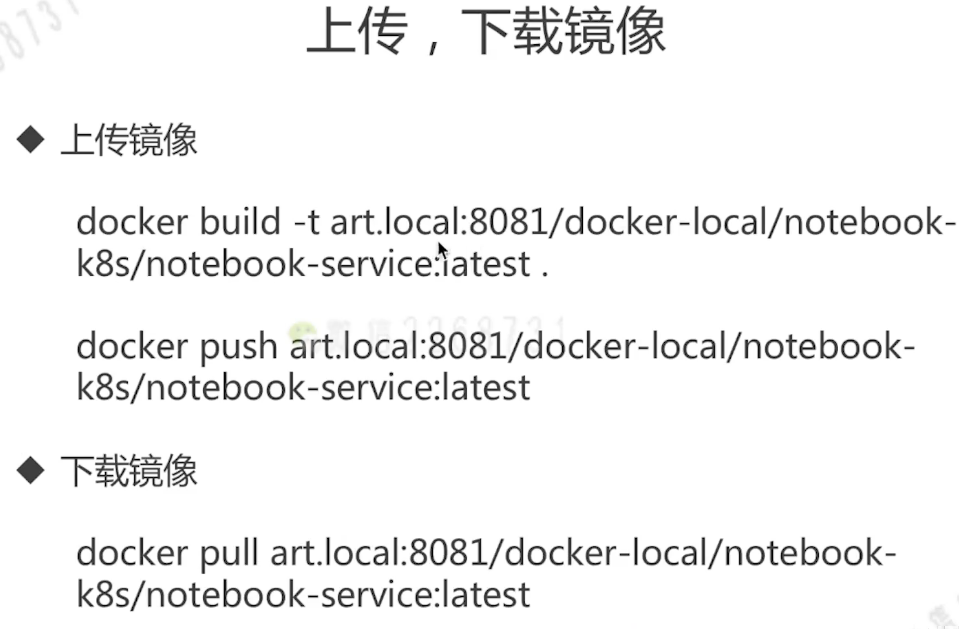 上传，下载镜像
◆ 上传镜像
docker build -t art.local:8081/docker-local/notebook-
k8s/notebook-service:latest .
docker push art.local:8081/docker-local/notebook-
k8s/notebook-service:latest
◆ 下载镜像
docker pull art.local:8081/docker-local/notebook-
k8s/notebook-service:latest